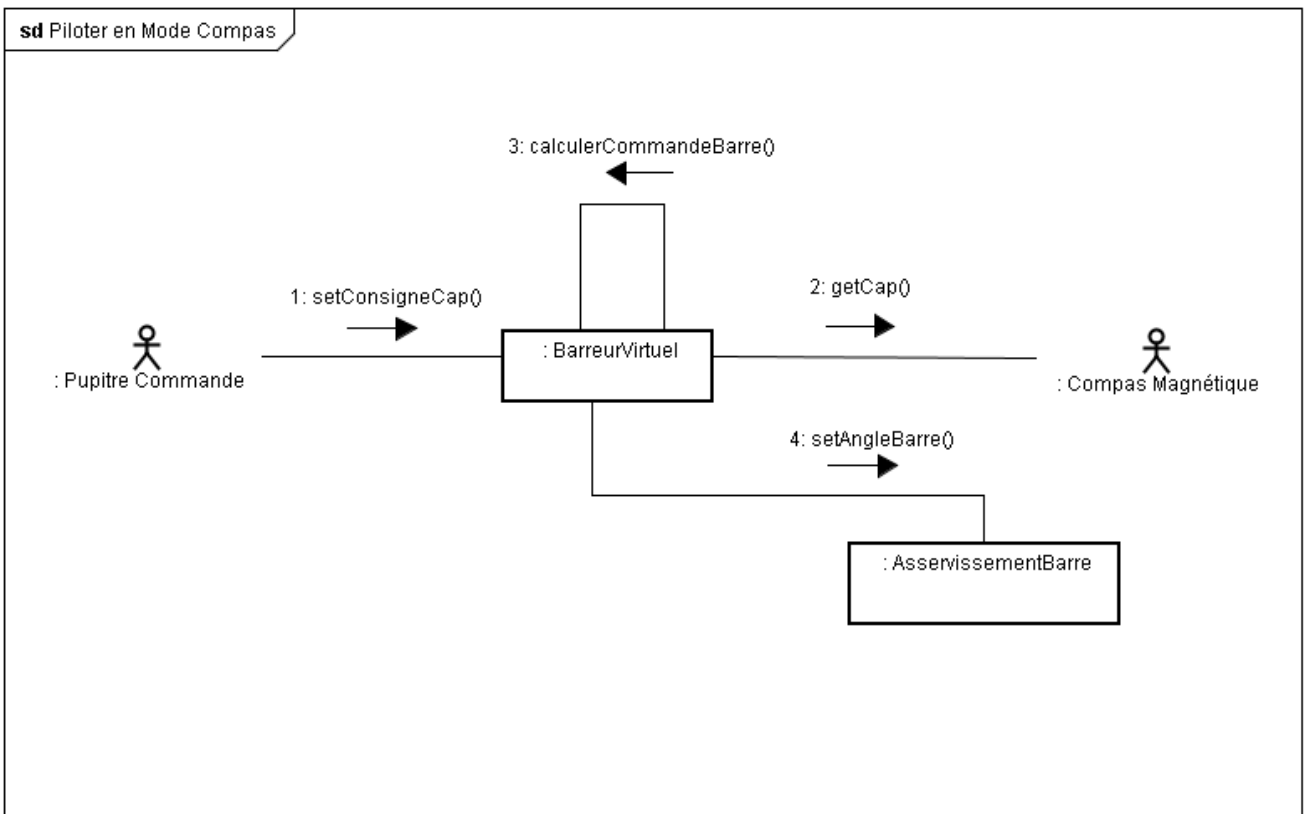 sd Piloter en Mode Compas
3: calculerCommandeBarre()
1: setConsigneCap()
2: getCap()
: BarreurVirtuel
: Pupitre Commande
: Compas Magnétique
4: setAngleBarre()
: AsservissementBarre